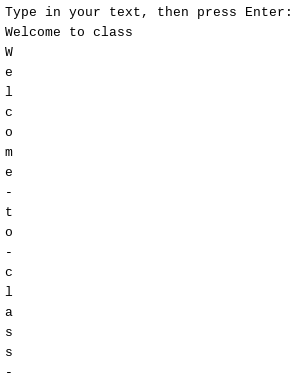 Type in your text, then press Enter:
Welcome to class
W
e
l
c
o
m
e
-
t
o
-
c
l
a
s
s
-